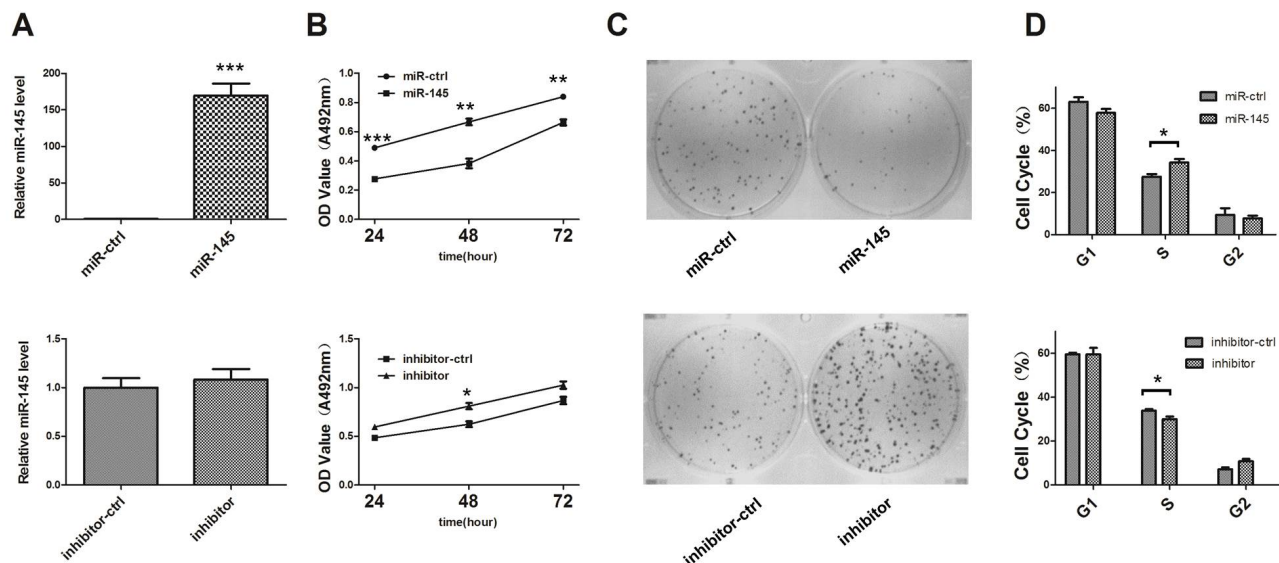 A
B
C
D
Relative miR-145 level
200
150
100
50
0
***
miR-ctrl
miR-145
OD Value (A492nm)
1.0
0.8
0.6
0.4
0.2
0.0
miR-ctrl
miR-145
***
**
**
24
48
72
time(hour)
miR-ctrl
miR-145
Cell Cycle (%)
60
40
20
0
miR-ctrl
miR-145
*
G1
S
G2
Relative miR-145 level
1.5
1.0
0.5
0.0
inhibitor-ctrl
inhibitor
OD Value (A492nm)
1.5
1.0
0.5
0.0
inhibitor-ctrl
inhibitor
*
24
48
72
time(hour)
inhibitor-ctrl
inhibitor
Cell Cycle (%)
60
40
20
0
inhibitor-ctrl
inhibitor
*
G1
S
G2